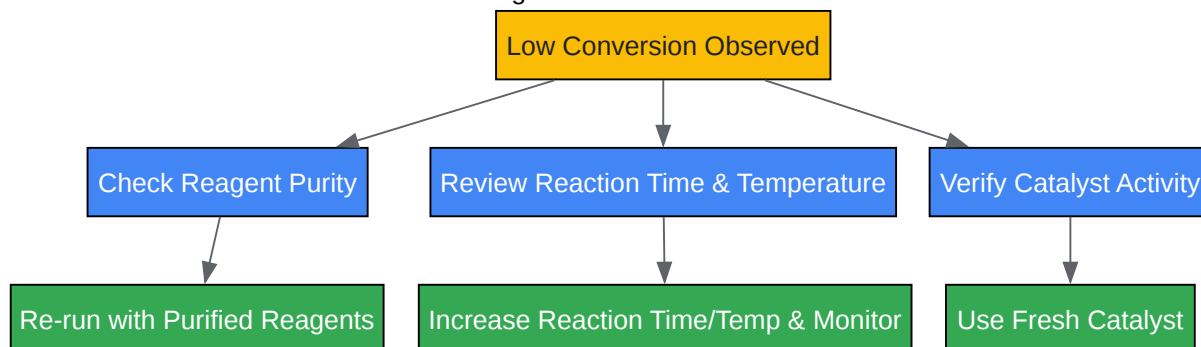 Low Conversion Observed
Check Reagent Purity
Review Reaction Time & Temperature
Verify Catalyst Activity
Re-run with Purified Reagents
Increase Reaction Time/Temp & Monitor
Use Fresh Catalyst